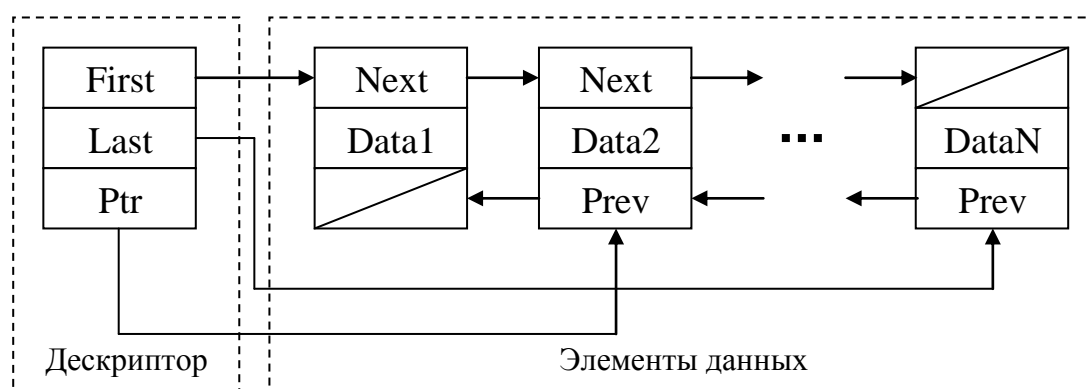 First Next Next
Last Data1 Data2 ... DataN
Ptr Prev Prev
Дескриптор Элементы данных